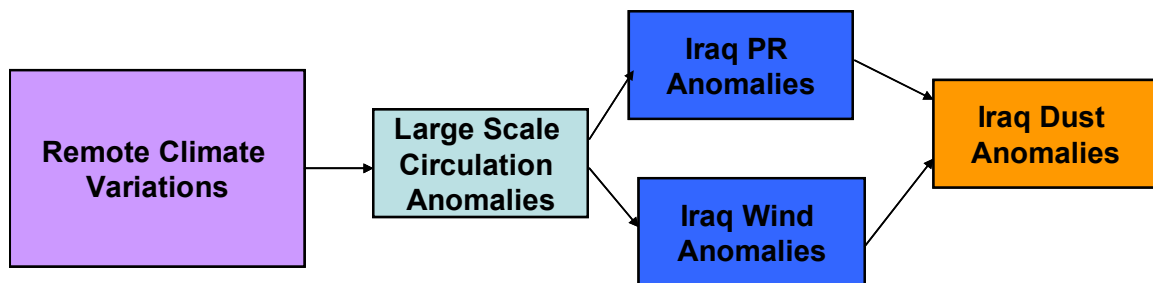 Remote Climate
Variations
Large Scale
Circulation
Anomalies
Iraq PR
Anomalies
Iraq Wind
Anomalies
Iraq Dust
Anomalies